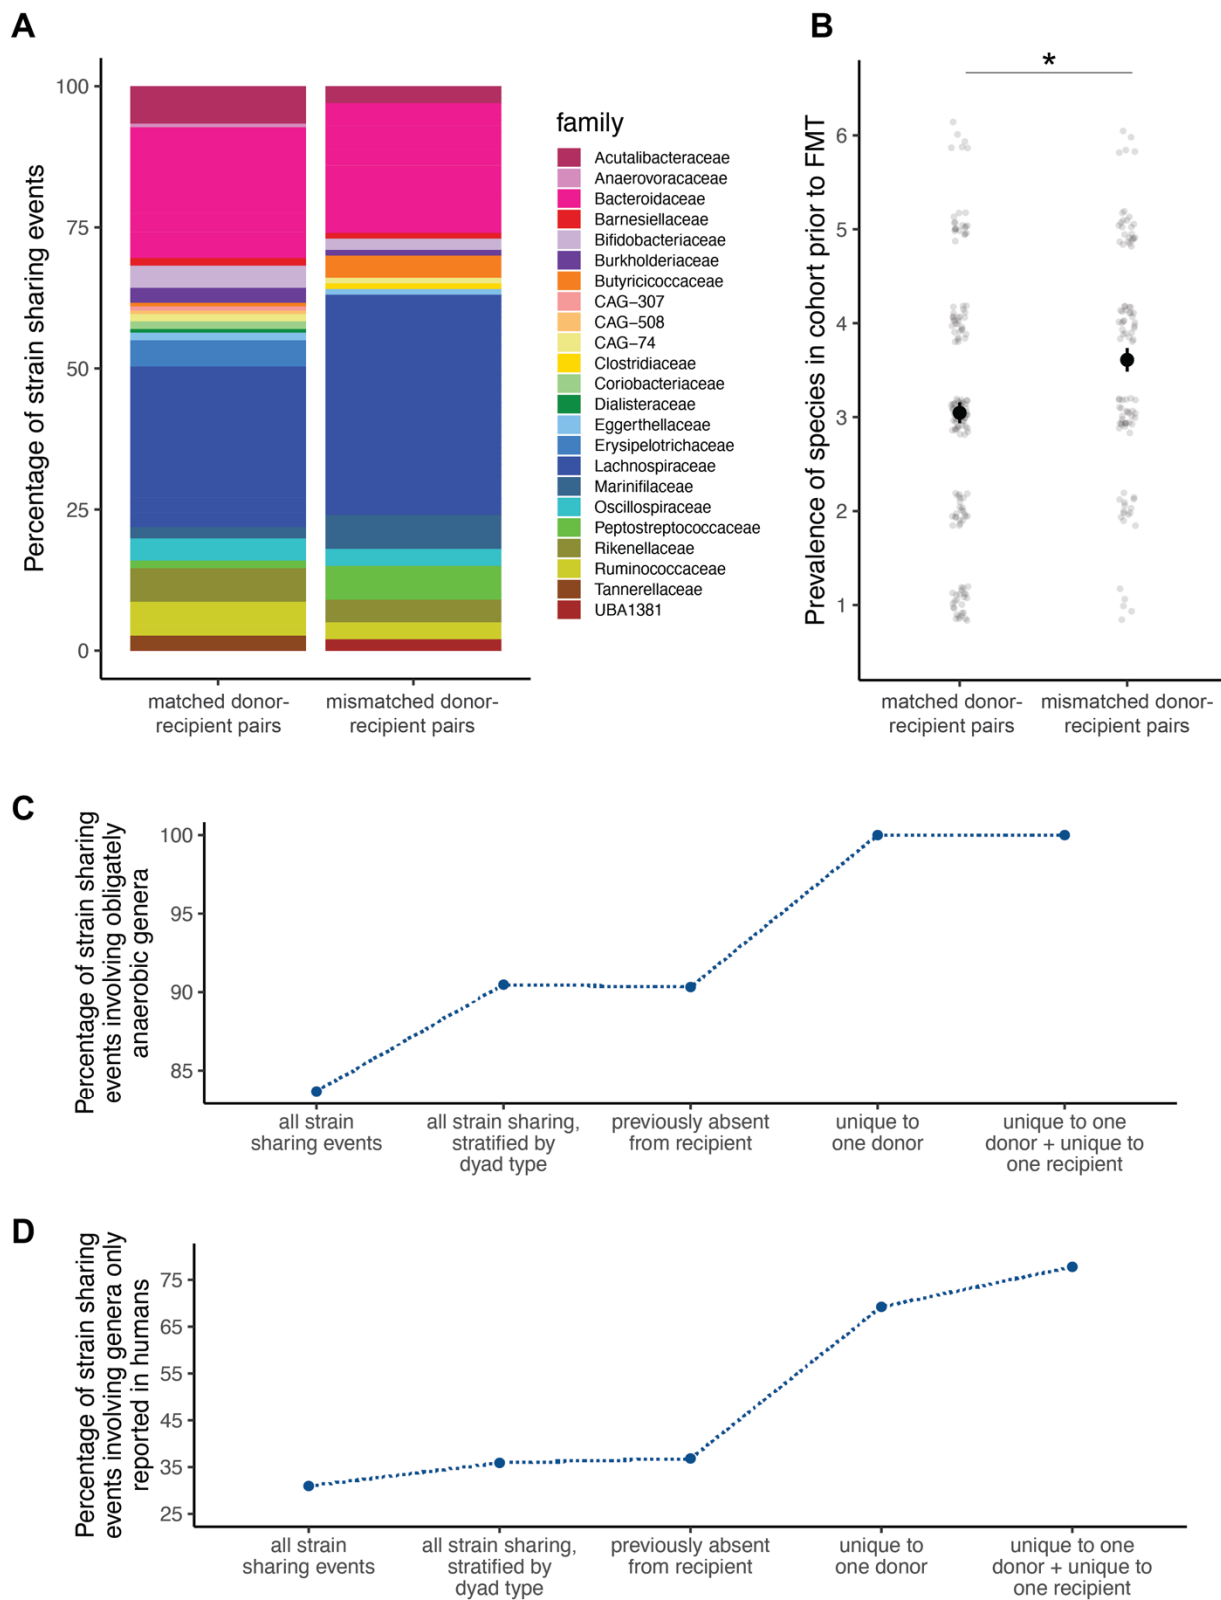 A
Percentage of strain sharing events
100
75
50
25
0
matched donor-
recipient pairs
mismatched donor-
recipient pairs
family
Acutalibacteraceae
Anaerovoracaceae
Bacteroidaceae
Barnesiellaceae
Bifidobacteriaceae
Burkholderiaceae
Butyricicoccaceae
CAG−307
CAG−508
CAG−74
Clostridiaceae
Coriobacteriaceae
Dialisteraceae
Eggerthellaceae
Erysipelotrichaceae
Lachnospiraceae
Marinifilaceae
Oscillospiraceae
Peptostreptococcaceae
Rikenellaceae
Ruminococcaceae
Tannerellaceae
UBA1381
B
Prevalence of species in cohort prior to FMT
*
6
5
4
3
2
1
matched donor-
recipient pairs
mismatched donor-
recipient pairs
C
Percentage of strain sharing
events involving obligately
anaerobic genera
100
95
90
85
all strain
sharing events
all strain sharing,
stratified by
dyad type
previously absent
from recipient
unique to
one donor
unique to one
donor + unique to
one recipient
D
Percentage of strain sharing
events involving genera only
reported in humans
75
65
55
45
35
25
all strain
sharing events
all strain sharing,
stratified by
dyad type
previously absent
from recipient
unique to
one donor
unique to one
donor + unique to
one recipient